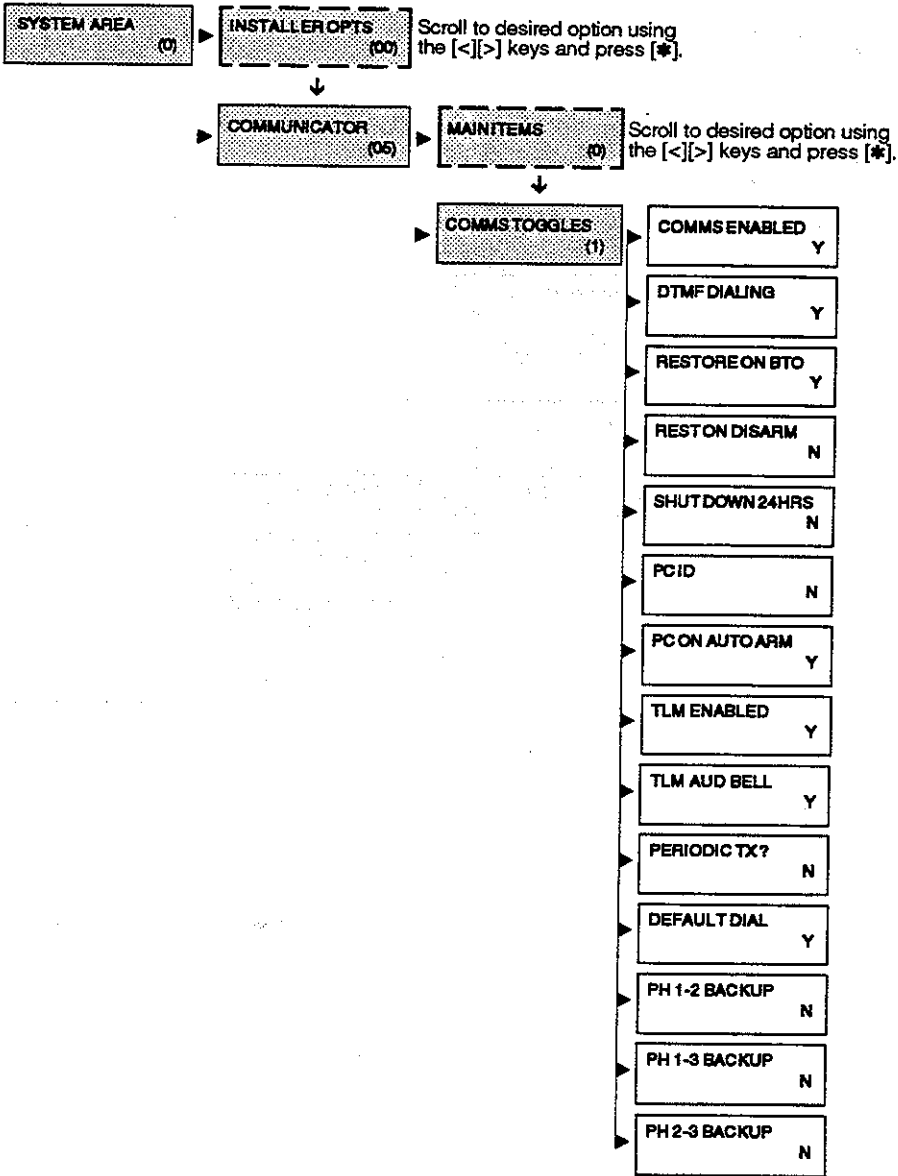 SYSTEM AREA
(0)
INSTALLER OPTS
(00)
Scroll to desired option using
the [<][>] keys and press [✱].
COMMUNICATOR
(05)
MAIN ITEMS
(0)
Scroll to desired option using
the [<][>] keys and press [✱].
COMMS TOGGLES
(1)
COMMS ENABLED
Y
DTMF DIALING
Y
RESTORE ON BTO
Y
REST ON DISARM
N
SHUT DOWN 24HRS
N
PC ID
N
PC ON AUTO ARM
Y
TLM ENABLED
Y
TLM AUD BELL
Y
PERIODIC TX?
N
DEFAULT DIAL
Y
PH 1-2 BACKUP
N
PH 1-3 BACKUP
N
PH 2-3 BACKUP
N